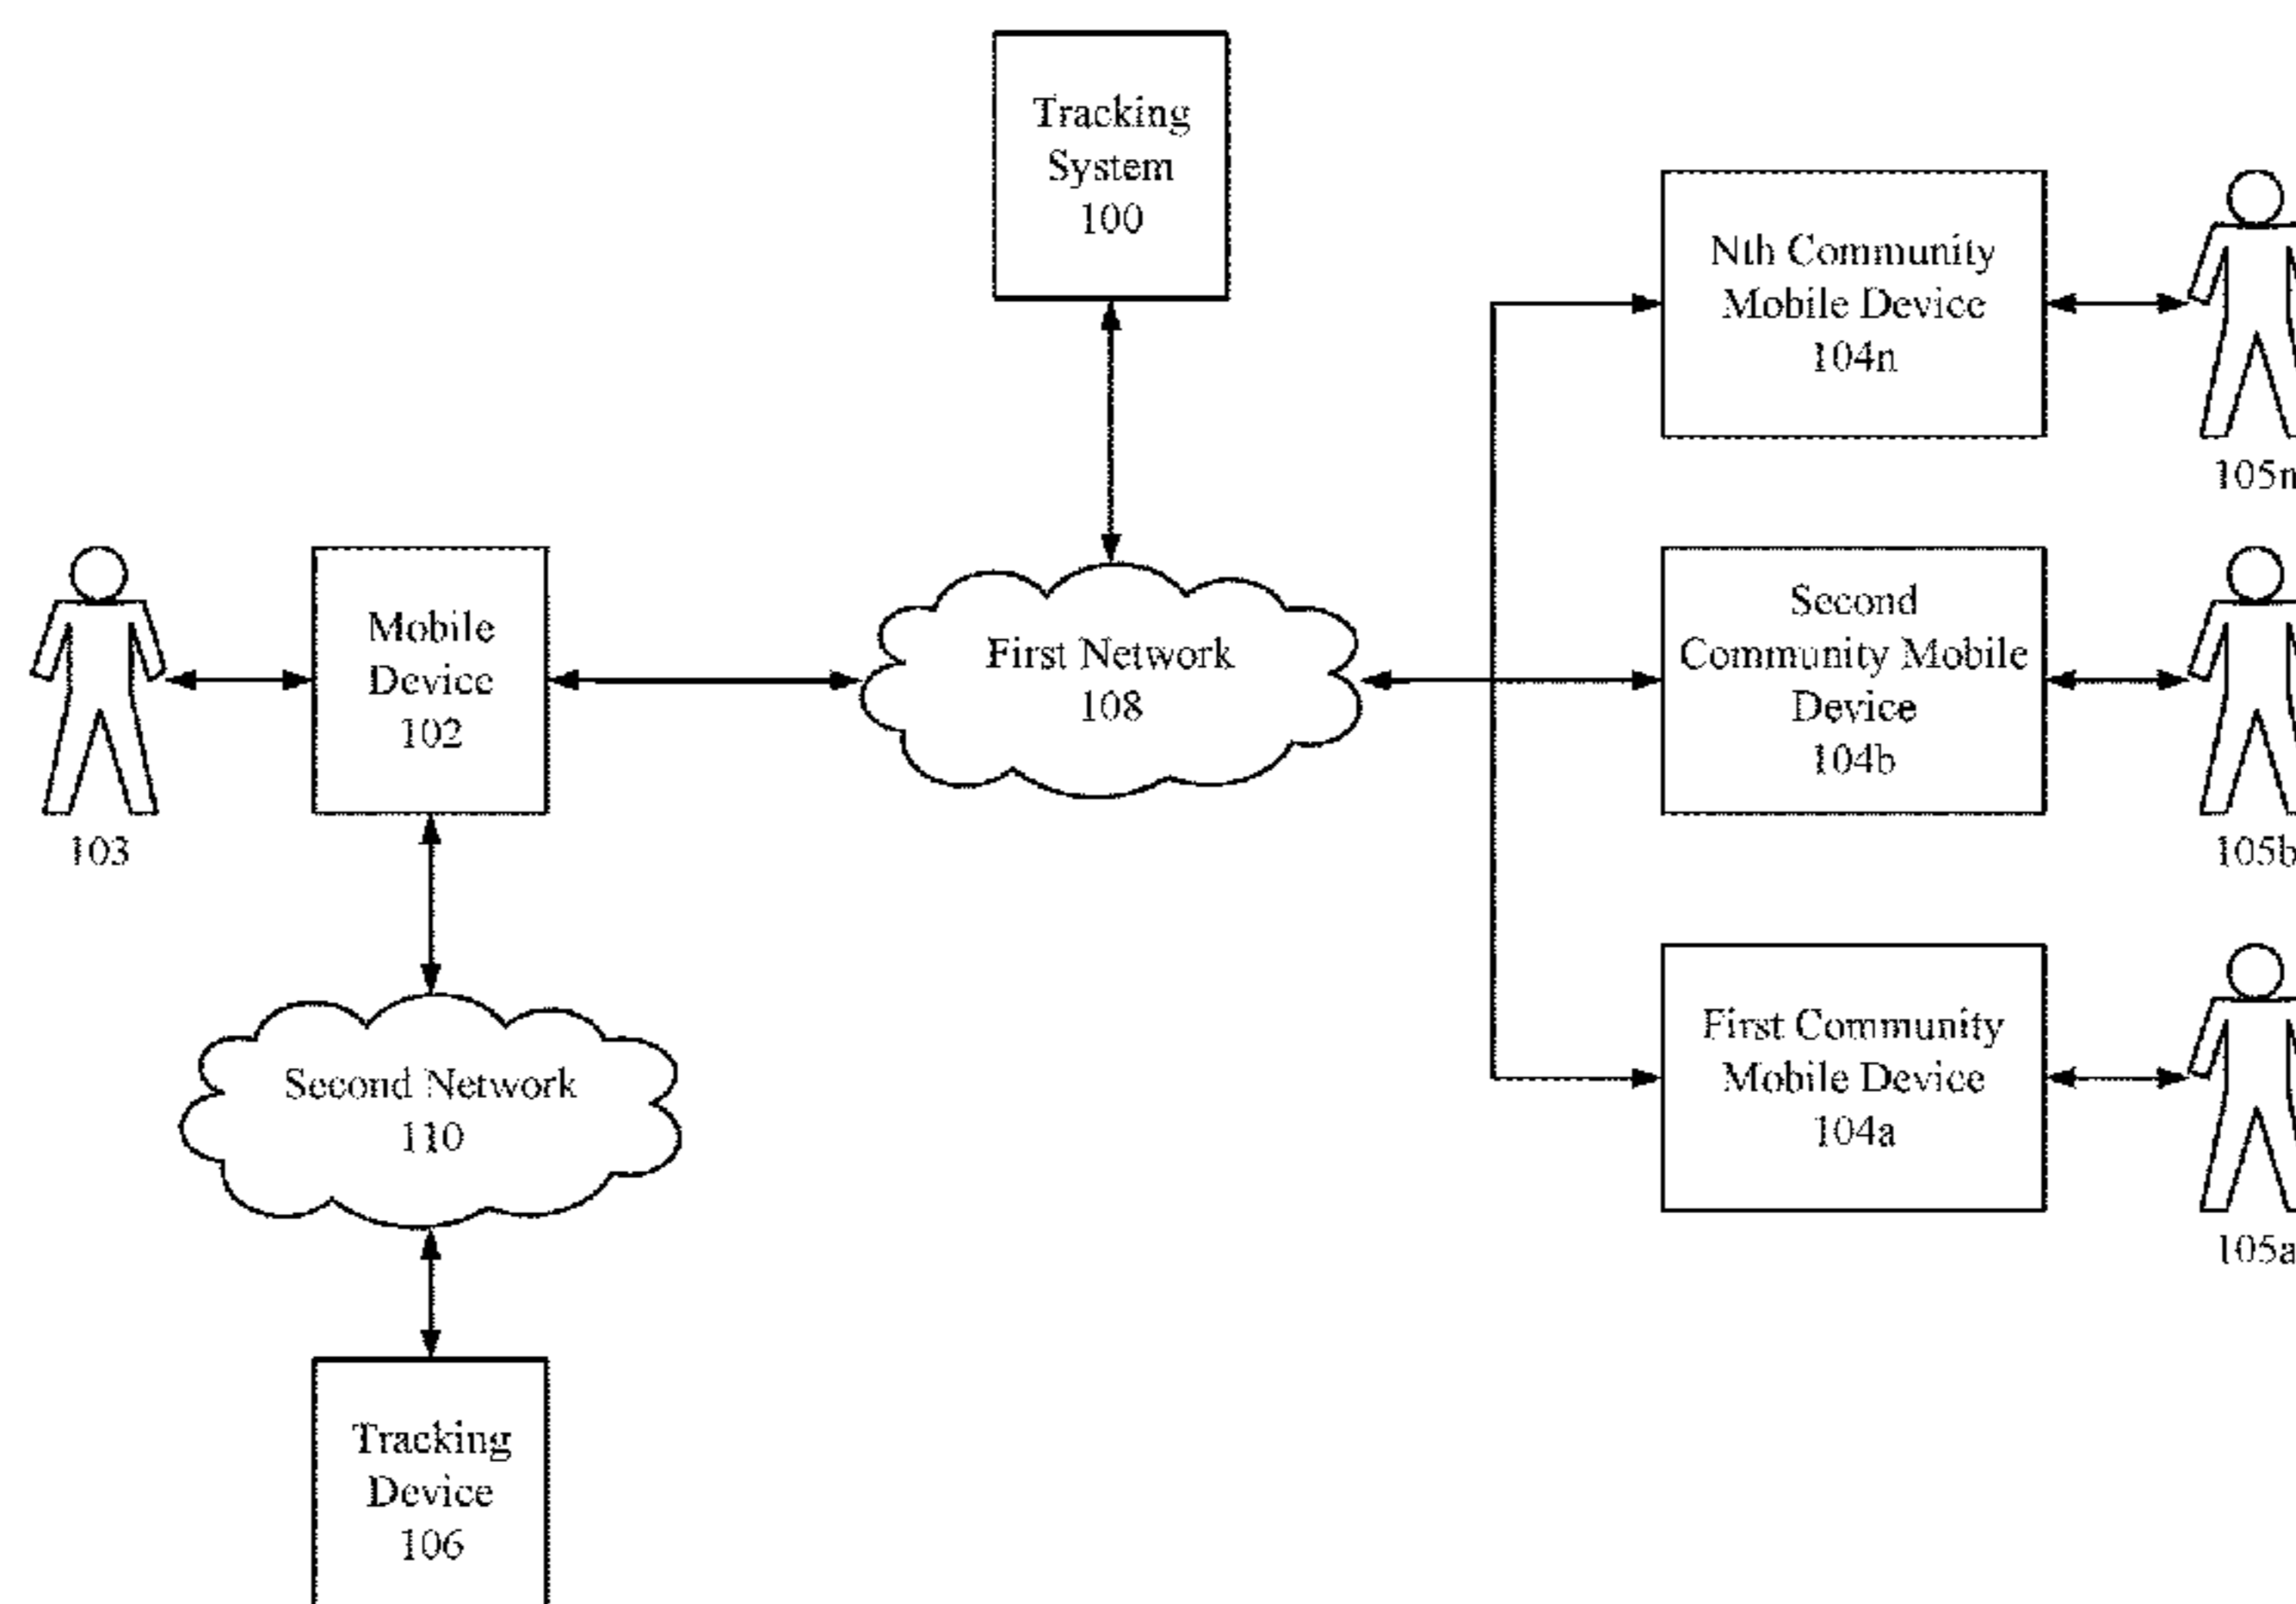 Tracking
System
100
Nth Community
Mobile Device
104n
105n
Mobile
Device
102
103
First Network
108
Second
Community Mobile
Device
104b
105b
Second Network
110
First Community
Mobile Device
104a
105a
Tracking
Device
106